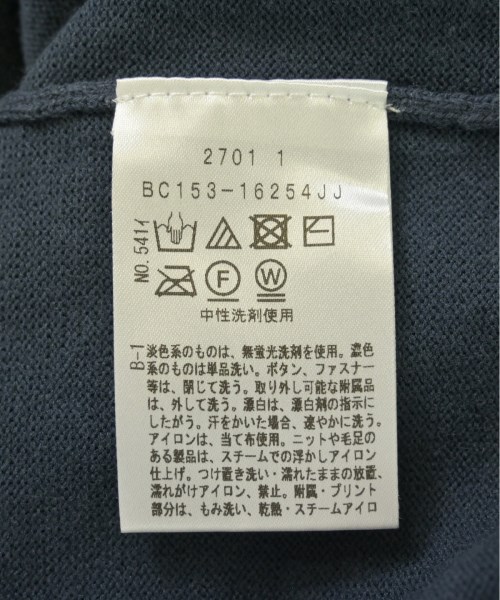 2701 1
BC153-16254JJ
NO.541イ
F
W
中性洗剤使用
B-1
淡色系のものは、無蛍光洗剤を使用。濃色
系のものは単品洗い。ボタン、ファスナー
等は、閉じて洗う。取り外し可能な附属品
は、外して洗う。漂白は、漂白剤の指示に
したがう。汗をかいた場合、速やかに洗う。
アイロンは、当て布使用。ニットや毛足の
ある製品は、スチームでの浮かしアイロン
仕上げ。つけ置き洗い・濡れたままの放置、
濡れがけアイロン、禁止。附属・プリント
部分は、もみ洗い、乾熱・スチームアイロ